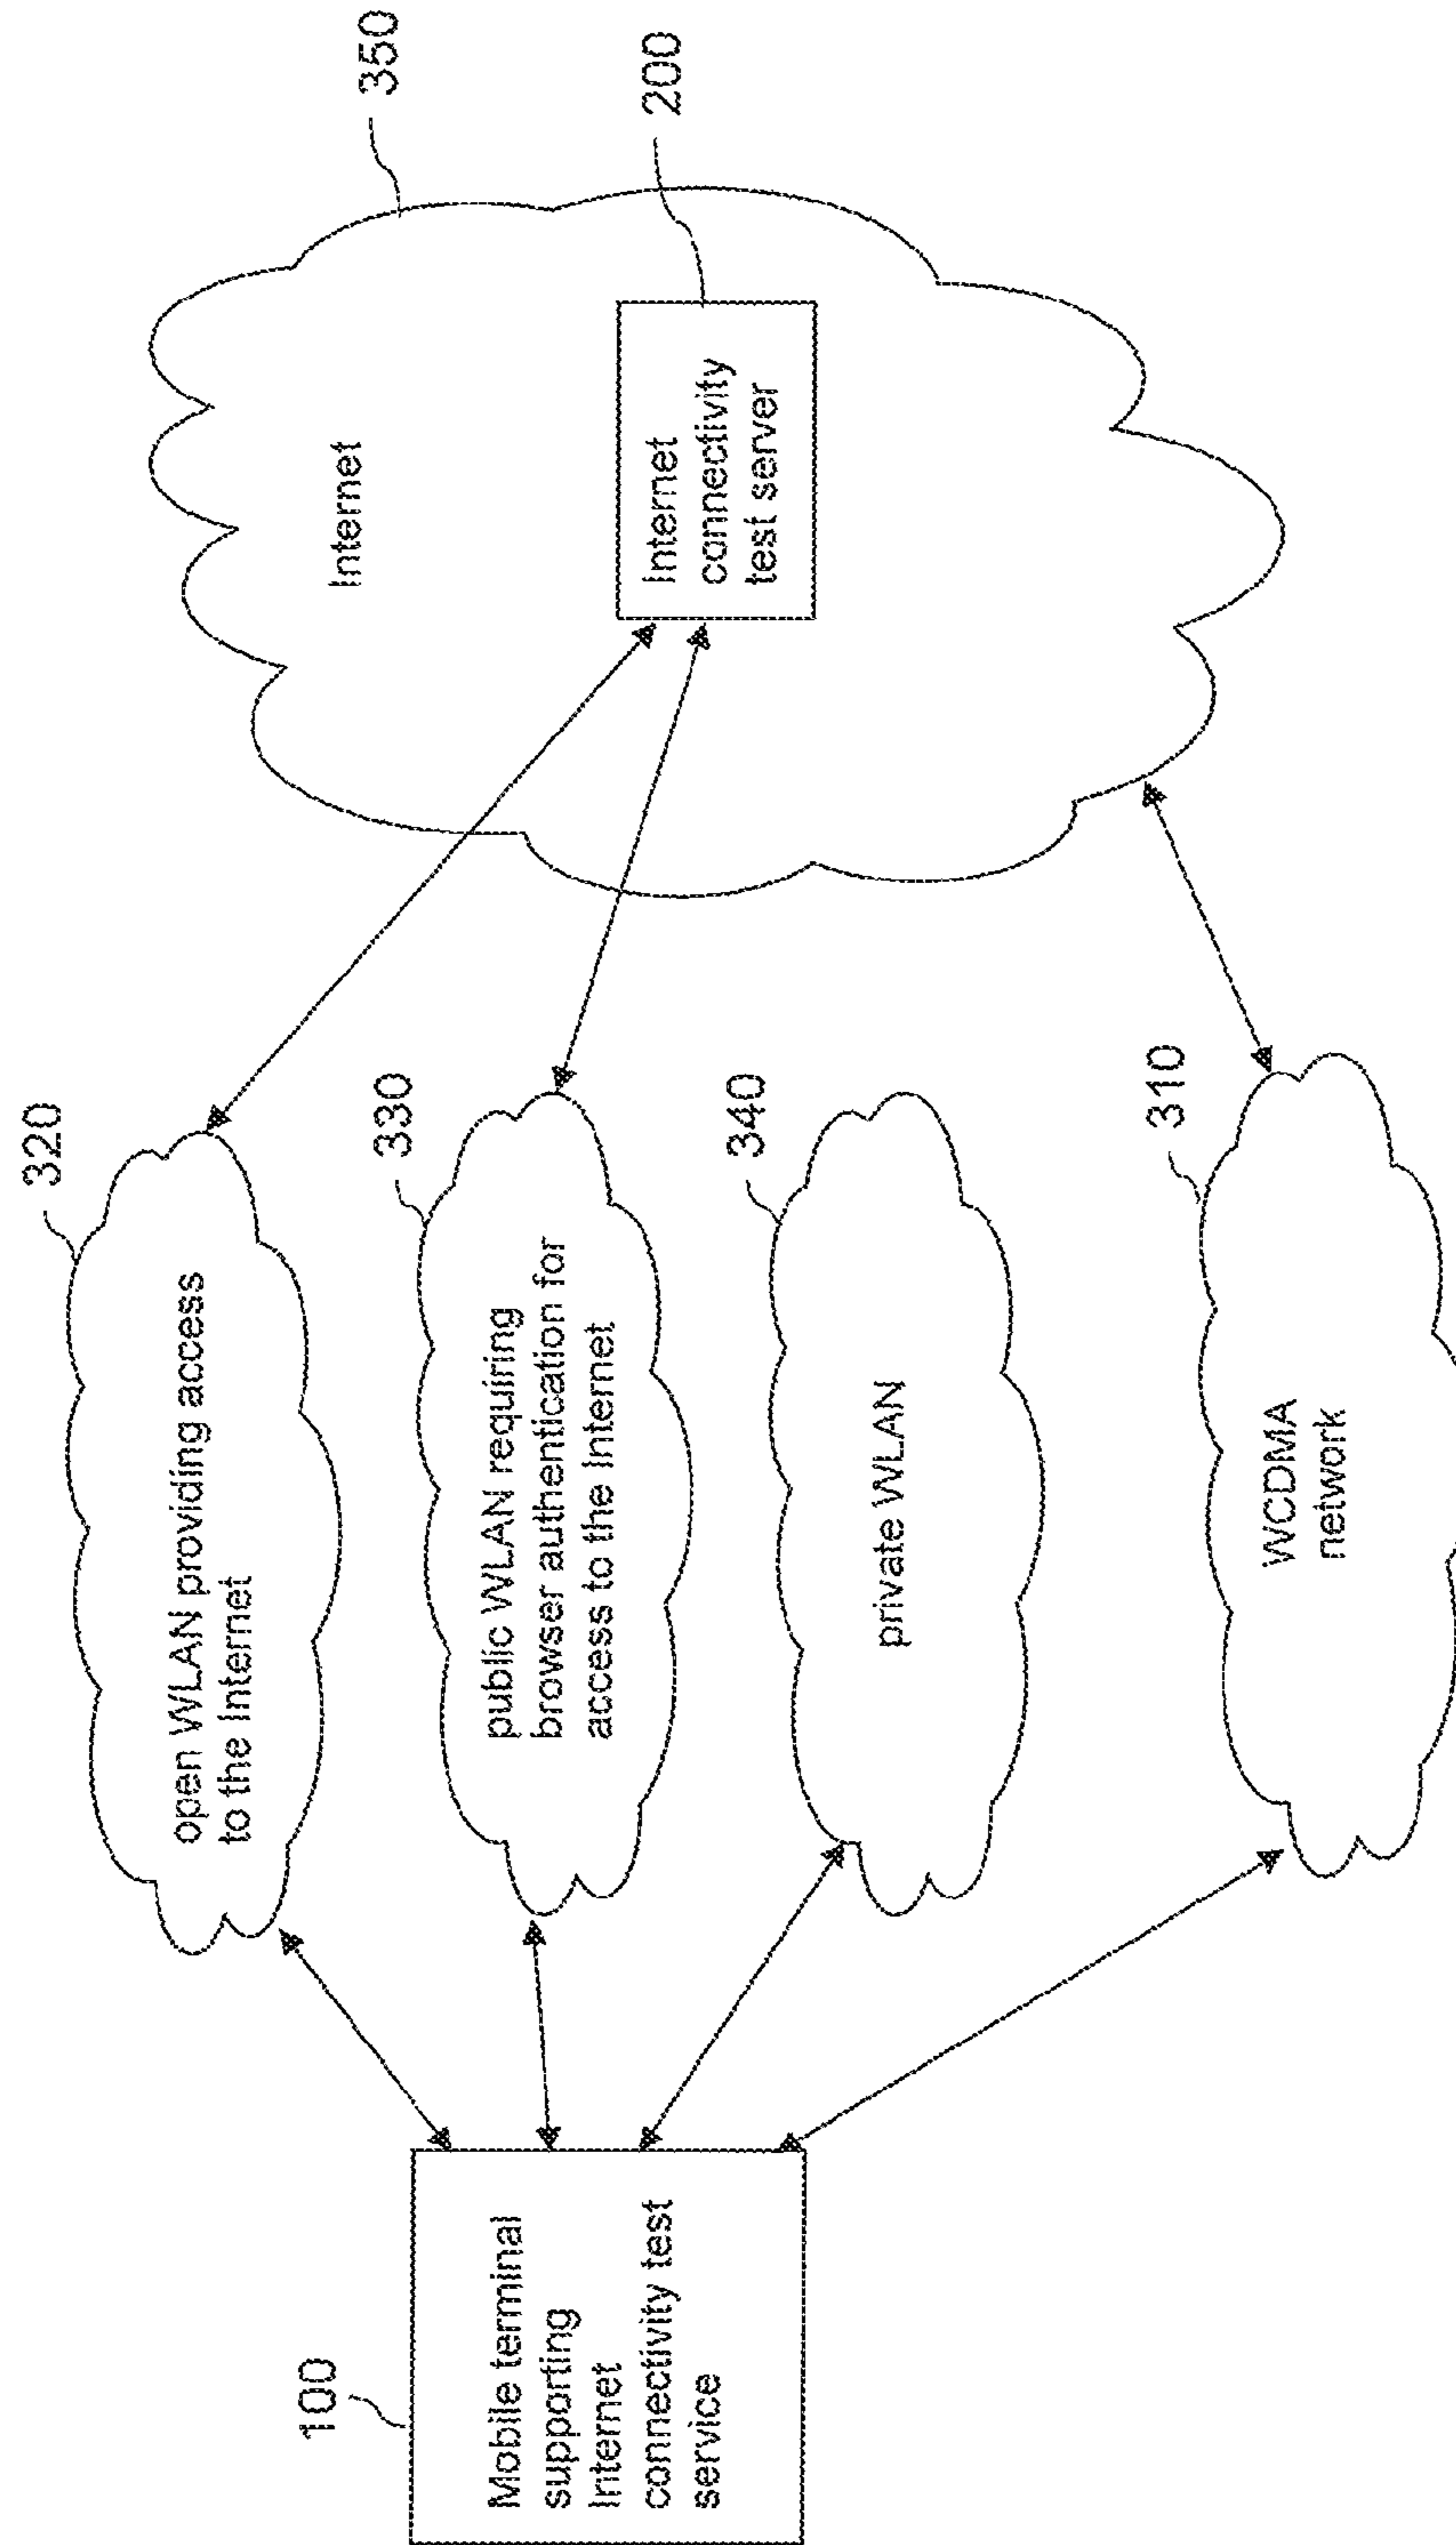 100
Mobile terminal
supporting
Internet
connectivity test
service
320
open WLAN providing access
to the Internet
330
public WLAN requiring
browser authentication for
access to the Internet
340
private WLAN
310
WCDMA
network
350
Internet
200
Internet
connectivity
test server